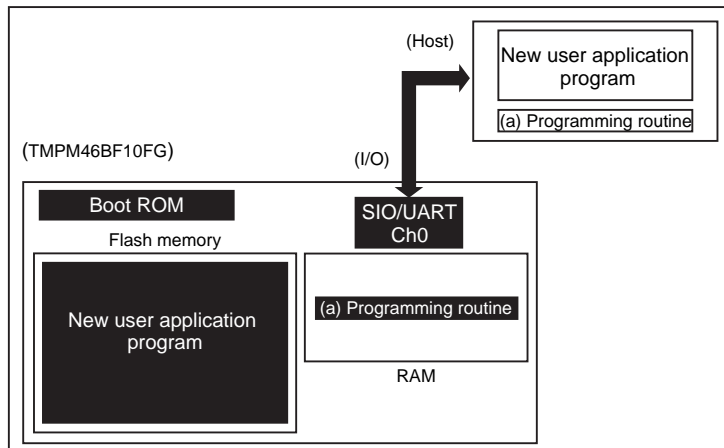 (Host)
New user application
program
(a) Programming routine
(TMPM46BF10FG)
(I/O)
Boot ROM
SIO/UART
Ch0
Flash memory
New user application
program
(a) Programming routine
RAM